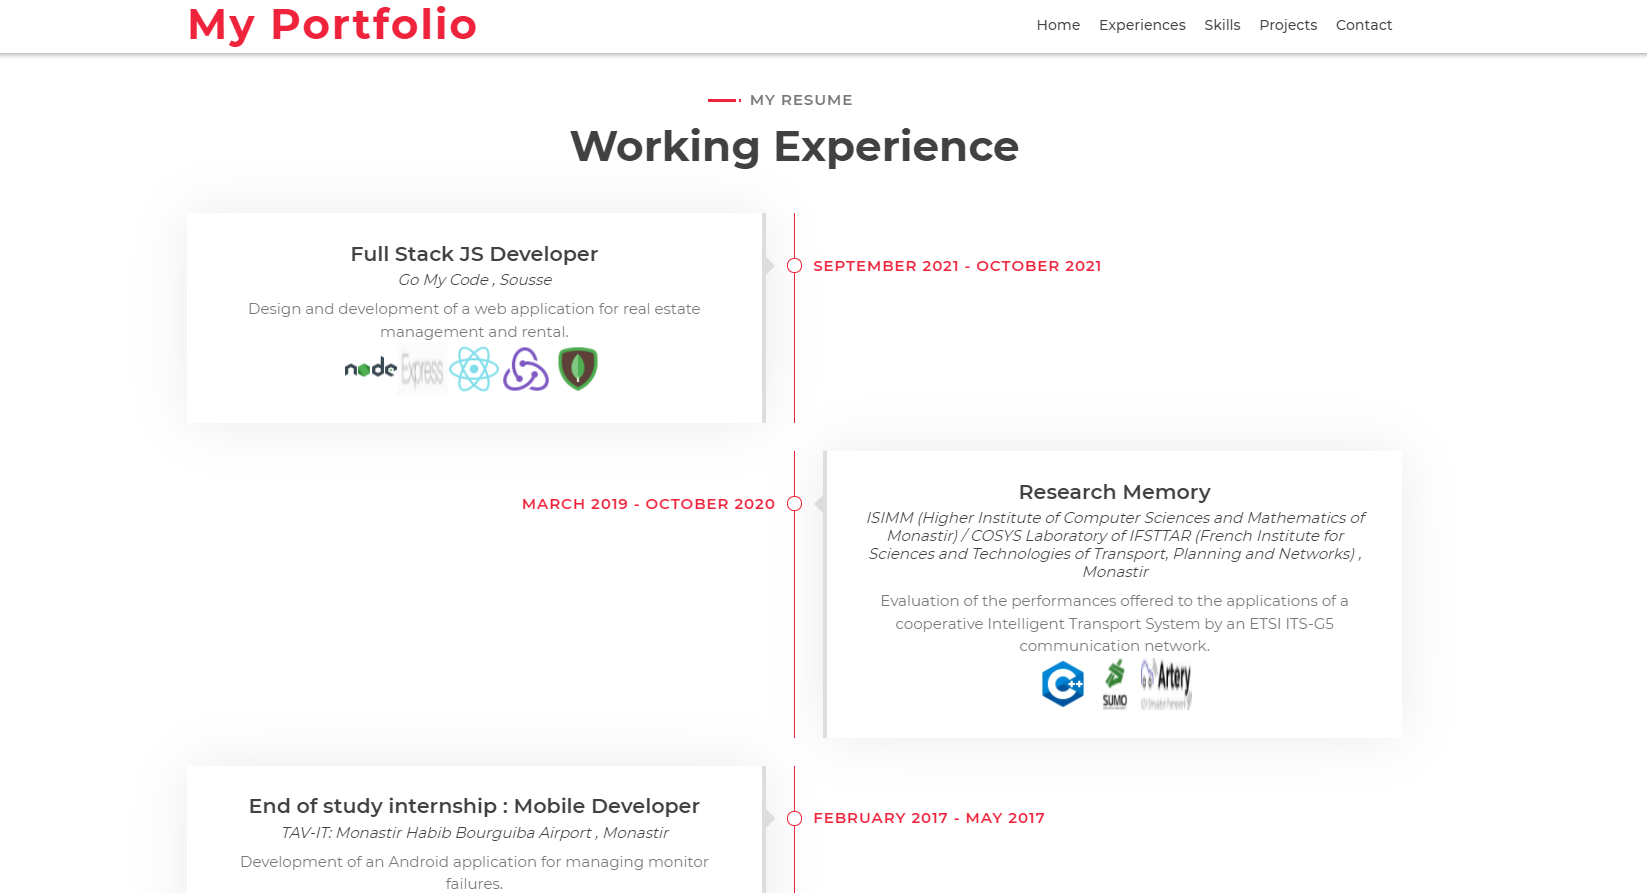 My Portfolio
Home Experiences Skills Projects Contact
MY RESUME
Working Experience
Full Stack JS Developer
Go My Code , Sousse
Design and development of a web application for real estate
management and rental.
node Express
SEPTEMBER 2021 - OCTOBER 2021
MARCH 2019 - OCTOBER 2020
Research Memory
ISIMM (Higher Institute of Computer Sciences and Mathematics of
Monastir) / COSYS Laboratory of IFSTTAR (French Institute for
Sciences and Technologies of Transport, Planning and Networks) ,
Monastir
Evaluation of the performances offered to the applications of a
cooperative Intelligent Transport System by an ETSI ITS-G5
communication network.
C++ SUMO Artery
End of study internship : Mobile Developer
TAV-IT: Monastir Habib Bourguiba Airport , Monastir
Development of an Android application for managing monitor
failures.
FEBRUARY 2017 - MAY 2017